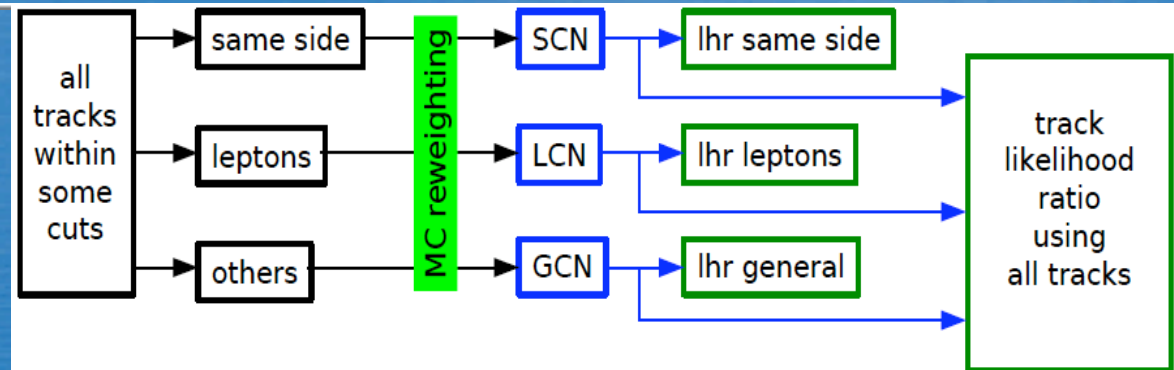 all
tracks
within
some
cuts
same side
leptons
others
MC reweighting
SCN
LCN
GCN
lhr same side
lhr leptons
lhr general
track
likelihood
ratio
using
all tracks